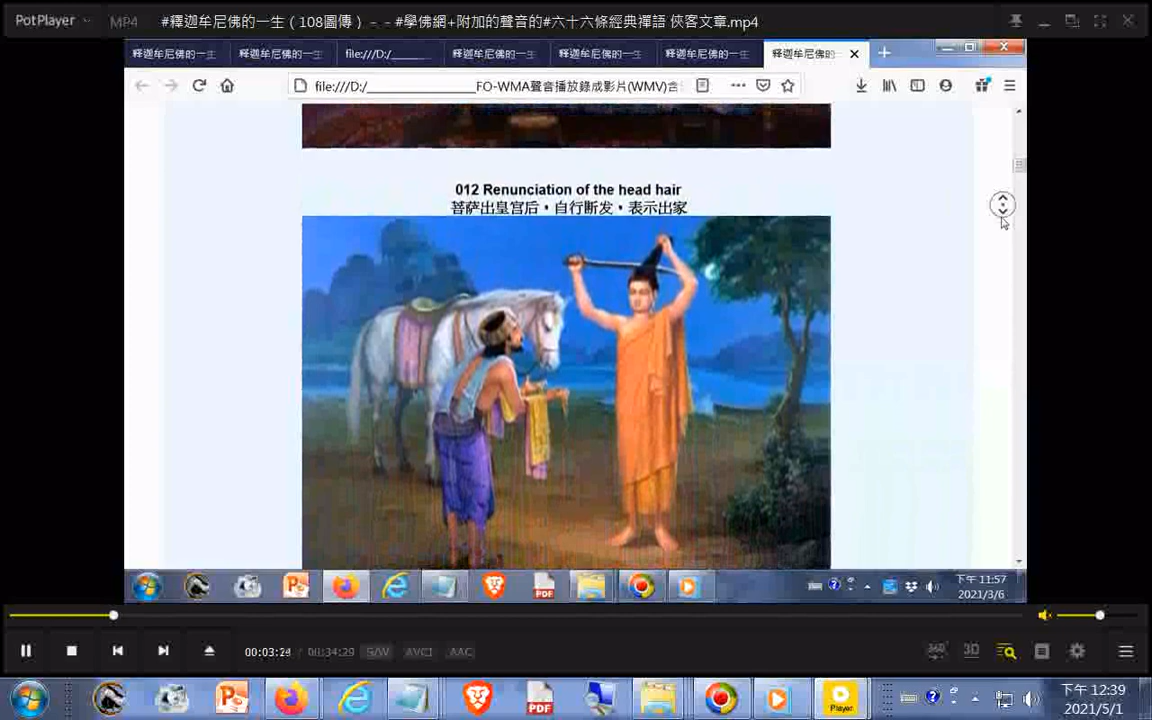 PotPlayer
MP4
#釋迦牟尼佛的一生（108圖傳）－－#學佛網+附加的聲音的#六十六條經典禪語 俠客文章.mp4
釋迦牟尼佛的一生
釋迦牟尼佛的一生
file:///D:/______
釋迦牟尼佛的一生
釋迦牟尼佛的一生
釋迦牟尼佛的一生
釋迦牟尼佛的
file:///D:/__________________FO-WMA聲音播放錄成影片(WMV)含
012 Renunciation of the head hair
菩萨出皇宫后・自行断发・表示出家
PDF
下午 11:57
2021/3/6
00:03:24 / 00:34:29 S/W AVC1 AAC
360°
3D
PDF
Player
下午 12:39
2021/5/1